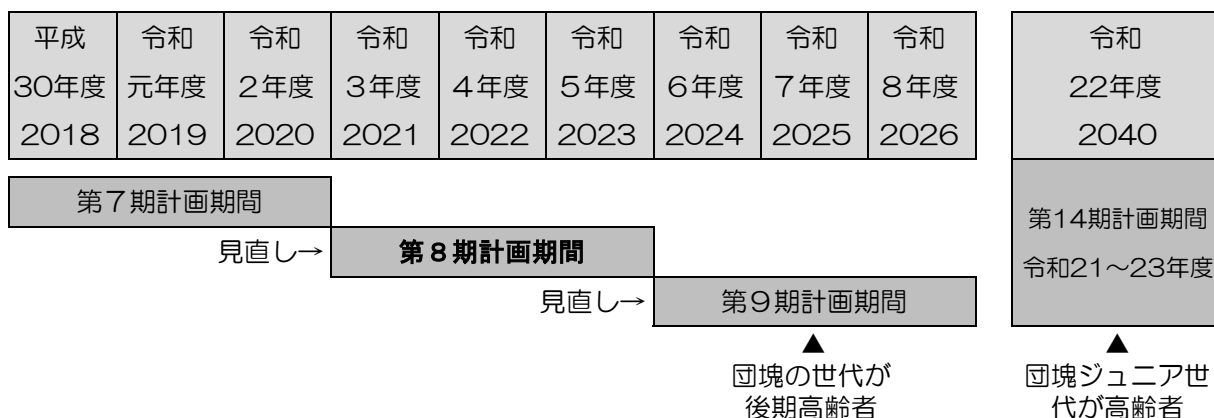 平成 令和 令和 令和 令和 令和 令和 令和 令和 令和
30年度 元年度 2年度 3年度 4年度 5年度 6年度 7年度 8年度 22年度
2018 2019 2020 2021 2022 2023 2024 2025 2026 2040
第7期計画期間
第14期計画期間
見直し→ 第8期計画期間
令和21～23年度
見直し→ 第9期計画期間
▲ ▲
団塊の世代が 団塊ジュニア世
後期高齢者 代が高齢者